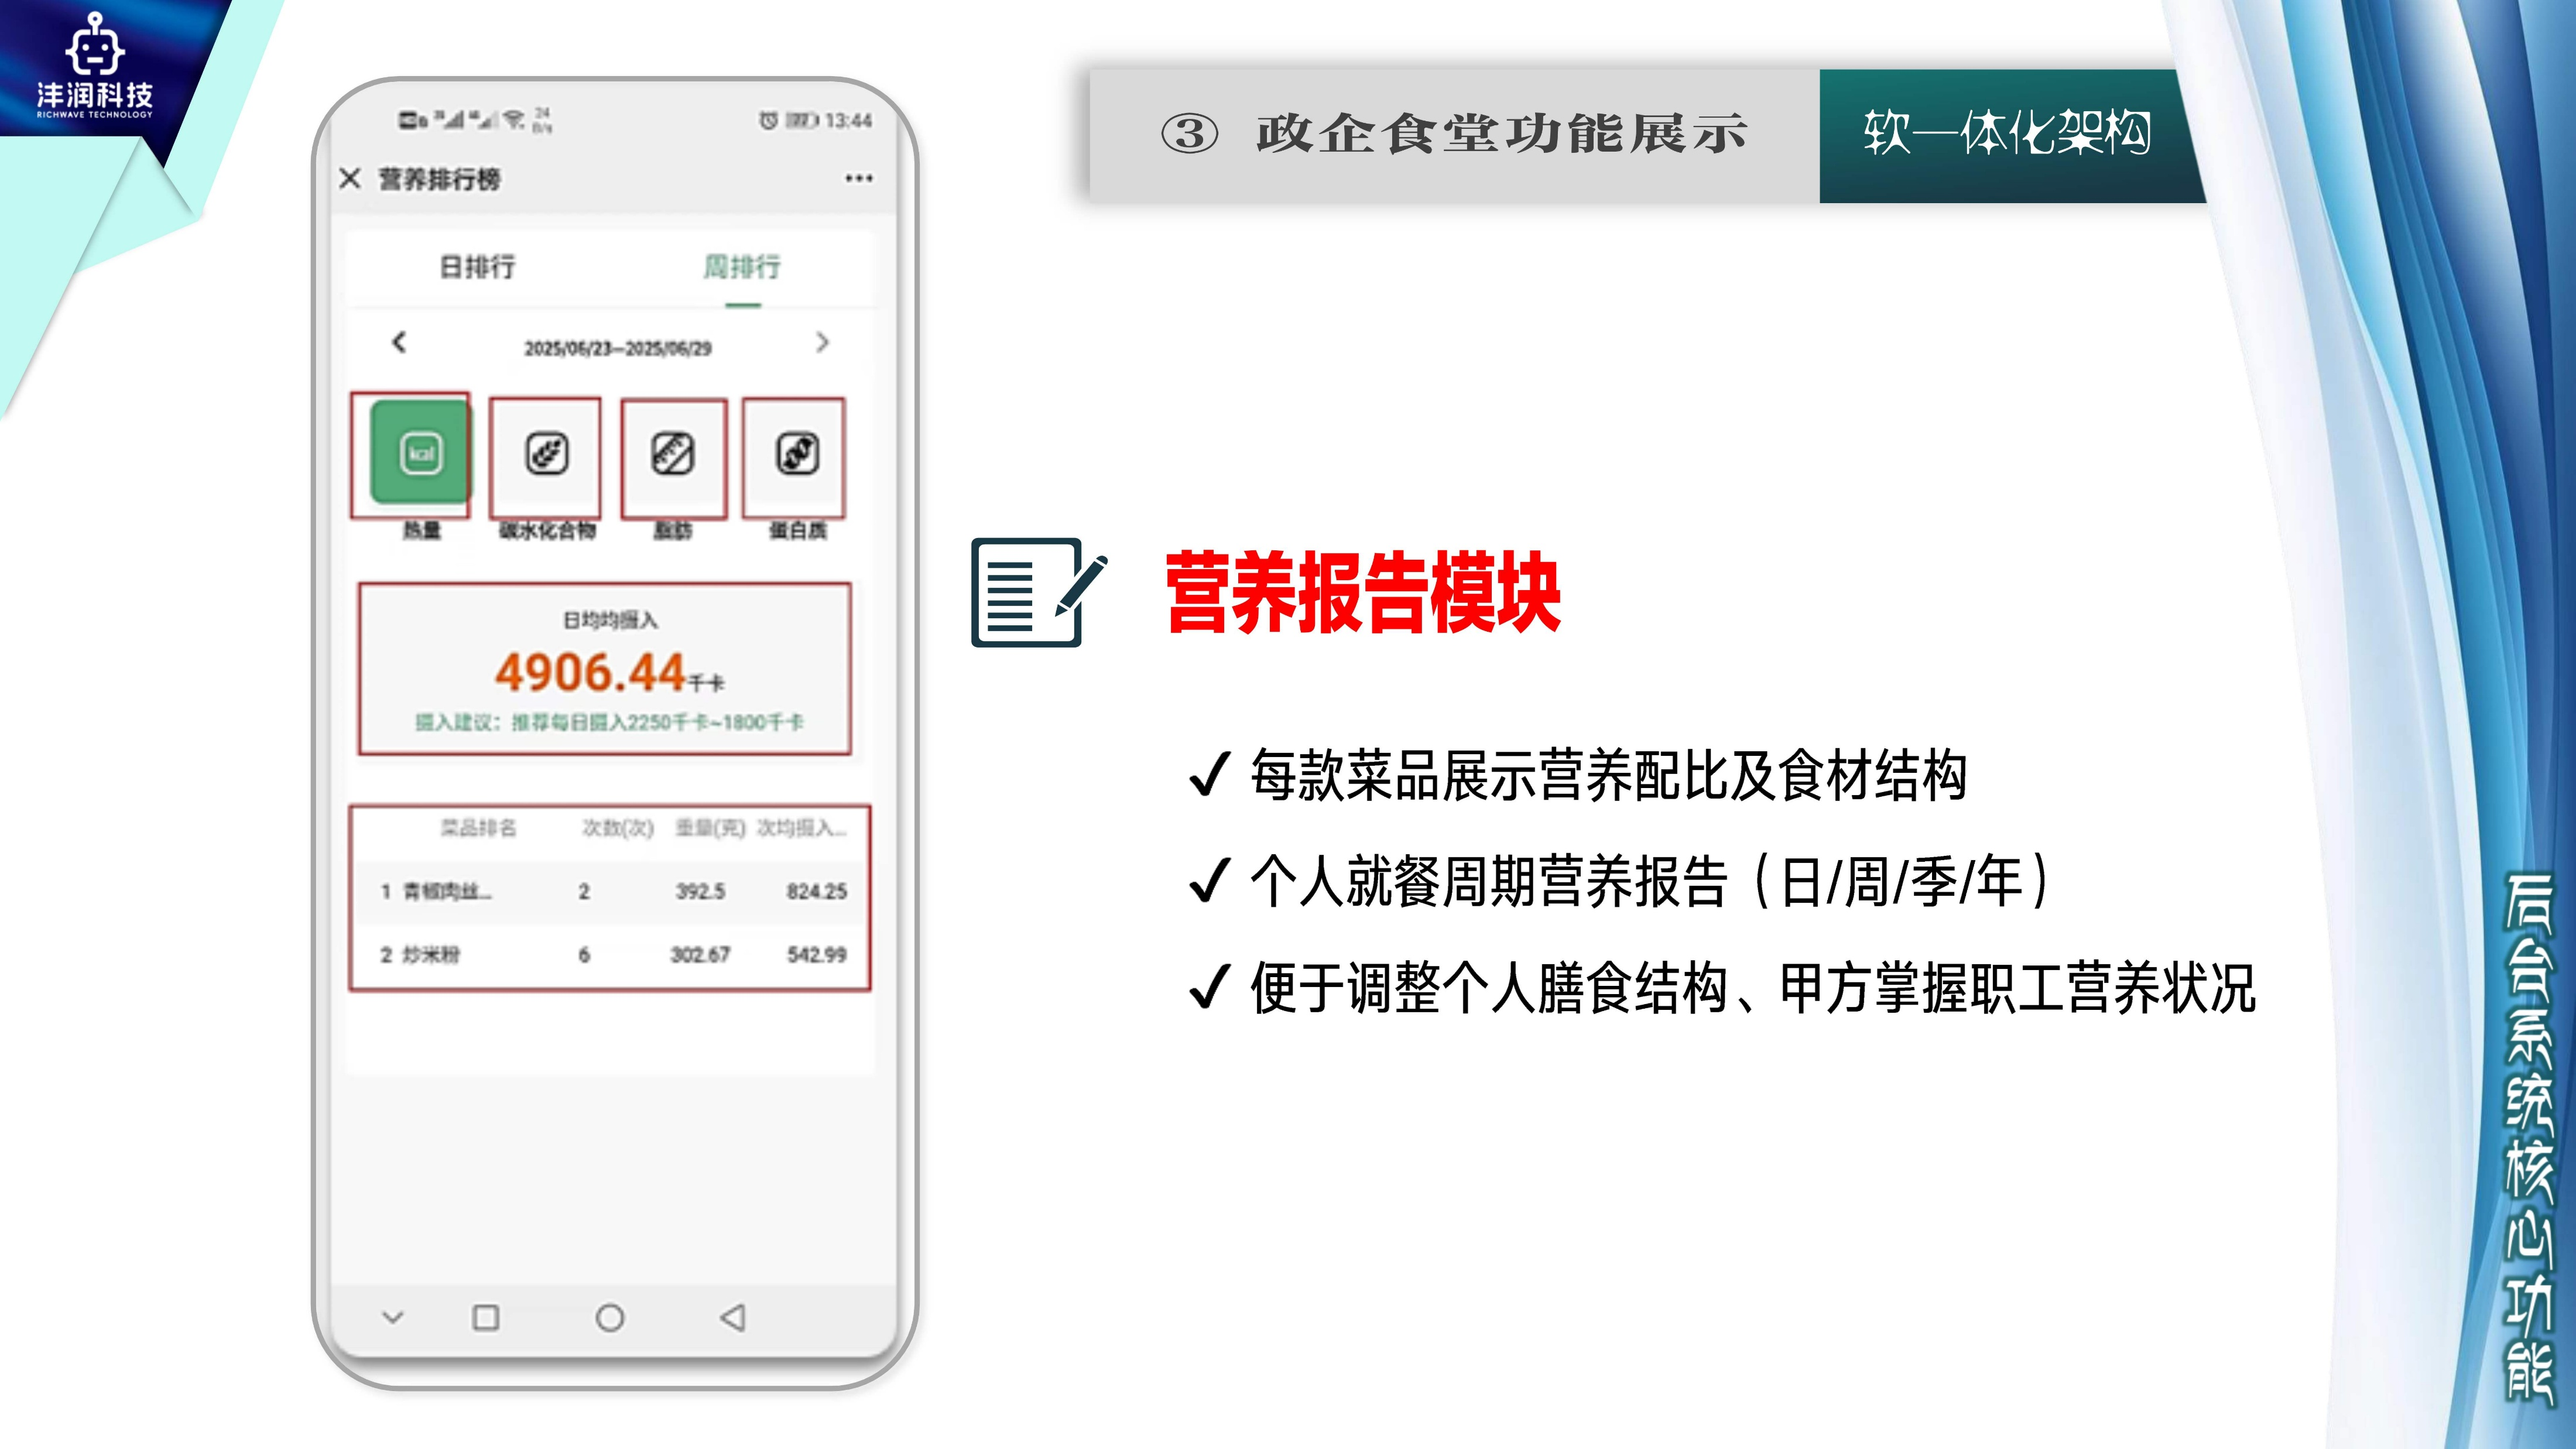 沣润科技
RICHWAVE TECHNOLOGY
③ 政企食堂功能展示
软一体化架构
24
B/s
13:44
营养排行榜
日排行 周排行
2025/06/23—2025/06/29
kcal
热量 碳水化合物 脂肪 蛋白质
日均均摄入
4906.44千卡
摄入建议：推荐每日摄入2250千卡~1800千卡
菜品排名 次数(次) 重量(克) 次均摄入...
1 青椒肉丝... 2 392.5 824.25
2 炒米粉 6 302.67 542.99
营养报告模块
✓ 每款菜品展示营养配比及食材结构
✓ 个人就餐周期营养报告（日/周/季/年）
✓ 便于调整个人膳食结构、甲方掌握职工营养状况
后台系统核心功能